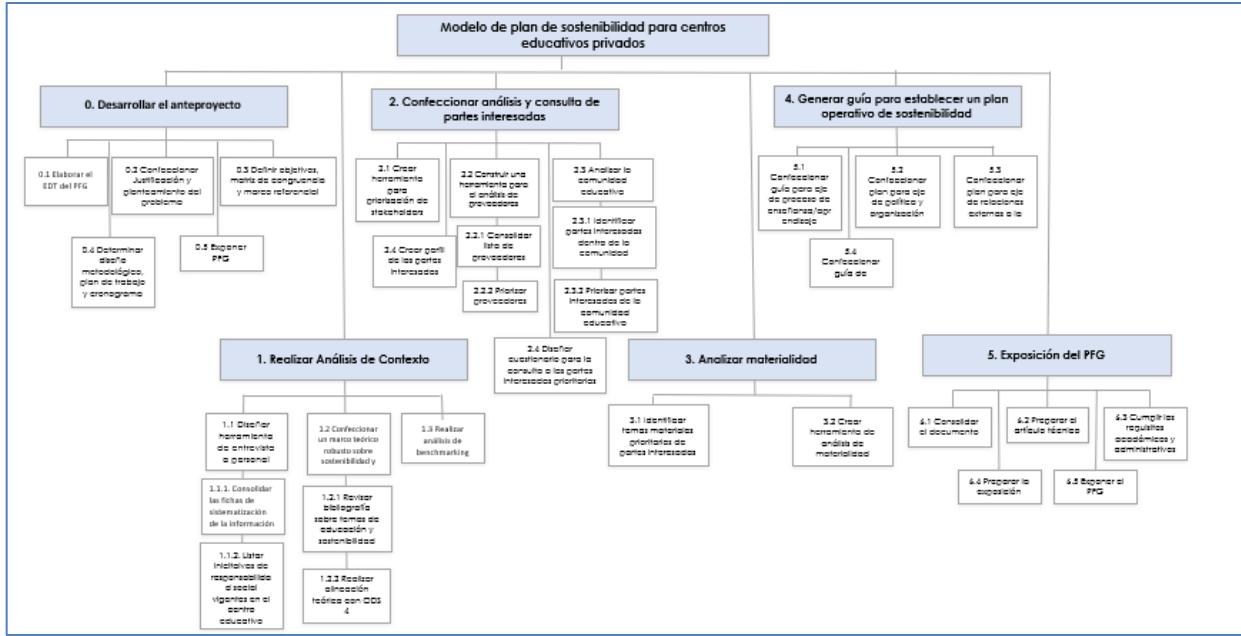 Modelo de plan de sostenibilidad para centros
educativos privados
0. Desarrollar el anteproyecto
0.1 Elaborar el
EDT del PFG
0.2 Confeccionar
Justificación y
planteamiento del
problema
0.3 Definir objetivos,
matriz de congruencia
y marco referencial
0.4 Determinar
diseño
metodológico,
plan de trabajo
y cronograma
0.5 Exponer
PFG
2. Confeccionar análisis y consulta de
partes interesadas
2.1 Crear
herramienta
para
priorización de
stakeholders
2.2 Construir una
herramienta para
el análisis de
proveedores
2.3 Analizar la
comunidad
educativa
2.4 Crear perfil
de las partes
interesadas
2.2.1 Consolidar
lista de
proveedores
2.3.1 Identificar
partes interesadas
dentro de la
comunidad
2.2.2 Priorizar
proveedores
2.3.2 Priorizar partes
interesadas de la
comunidad
educativa
2.4 Diseñar
cuestionario para la
consulta a las partes
interesadas prioritarias
4. Generar guía para establecer un plan
operativo de sostenibilidad
5.1
Confeccionar
guía para eje
de proceso de
enseñanza/apr
endizaje
5.2
Confeccionar
plan para eje
de política y
organización
5.3
Confeccionar
plan para eje
de relaciones
externas a la
5.4
Confeccionar
guía de
1. Realizar Análisis de Contexto
1.1 Diseñar
herramienta
de entrevista
a personal
1.2 Confeccionar
un marco teórico
robusto sobre
sostenibilidad y
1.3 Realizar
análisis de
benchmarking
1.1.1. Consolidar
las fichas de
sistematización
de la información
1.2.1 Revisar
bibliografía
sobre temas de
educación y
sostenibilidad
1.1.2. Listar
iniciativas de
responsabilida
d social
vigentes en el
centro
educativo
1.2.2 Realizar
alineación
teórica con ODS
4
3. Analizar materialidad
3.1 Identificar
temas materiales
prioritarios de
partes interesadas
3.2 Crear
herramienta de
análisis de
materialidad
5. Exposición del PFG
6.1 Consolidar
el documento
6.2 Preparar el
artículo técnico
6.3 Cumplir los
requisitos
académicos y
administrativos
6.4 Preparar la
exposición
6.5 Exponer el
PFG